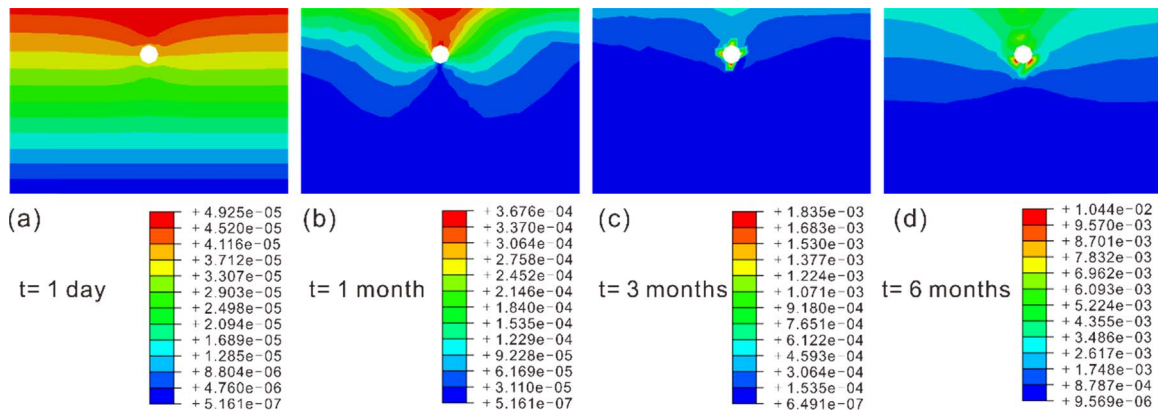 (a)
t= 1 day
+4.925e-05
+4.520e-05
+4.116e-05
+3.712e-05
+3.307e-05
+2.903e-05
+2.498e-05
+2.094e-05
+1.689e-05
+1.285e-05
+8.804e-06
+4.760e-06
+5.161e-07
(b)
t= 1 month
+3.676e-04
+3.370e-04
+3.064e-04
+2.758e-04
+2.452e-04
+2.146e-04
+1.840e-04
+1.535e-04
+1.229e-04
+9.228e-05
+6.169e-05
+3.110e-05
+5.161e-07
(c)
t= 3 months
+1.835e-03
+1.683e-03
+1.530e-03
+1.377e-03
+1.224e-03
+1.071e-03
+9.180e-04
+7.651e-04
+6.122e-04
+4.593e-04
+3.064e-04
+1.535e-04
+6.491e-07
(d)
t= 6 months
+1.044e-02
+9.570e-03
+8.701e-03
+7.832e-03
+6.962e-03
+6.093e-03
+5.224e-03
+4.355e-03
+3.486e-03
+2.617e-03
+1.748e-03
+8.787e-04
+9.569e-06